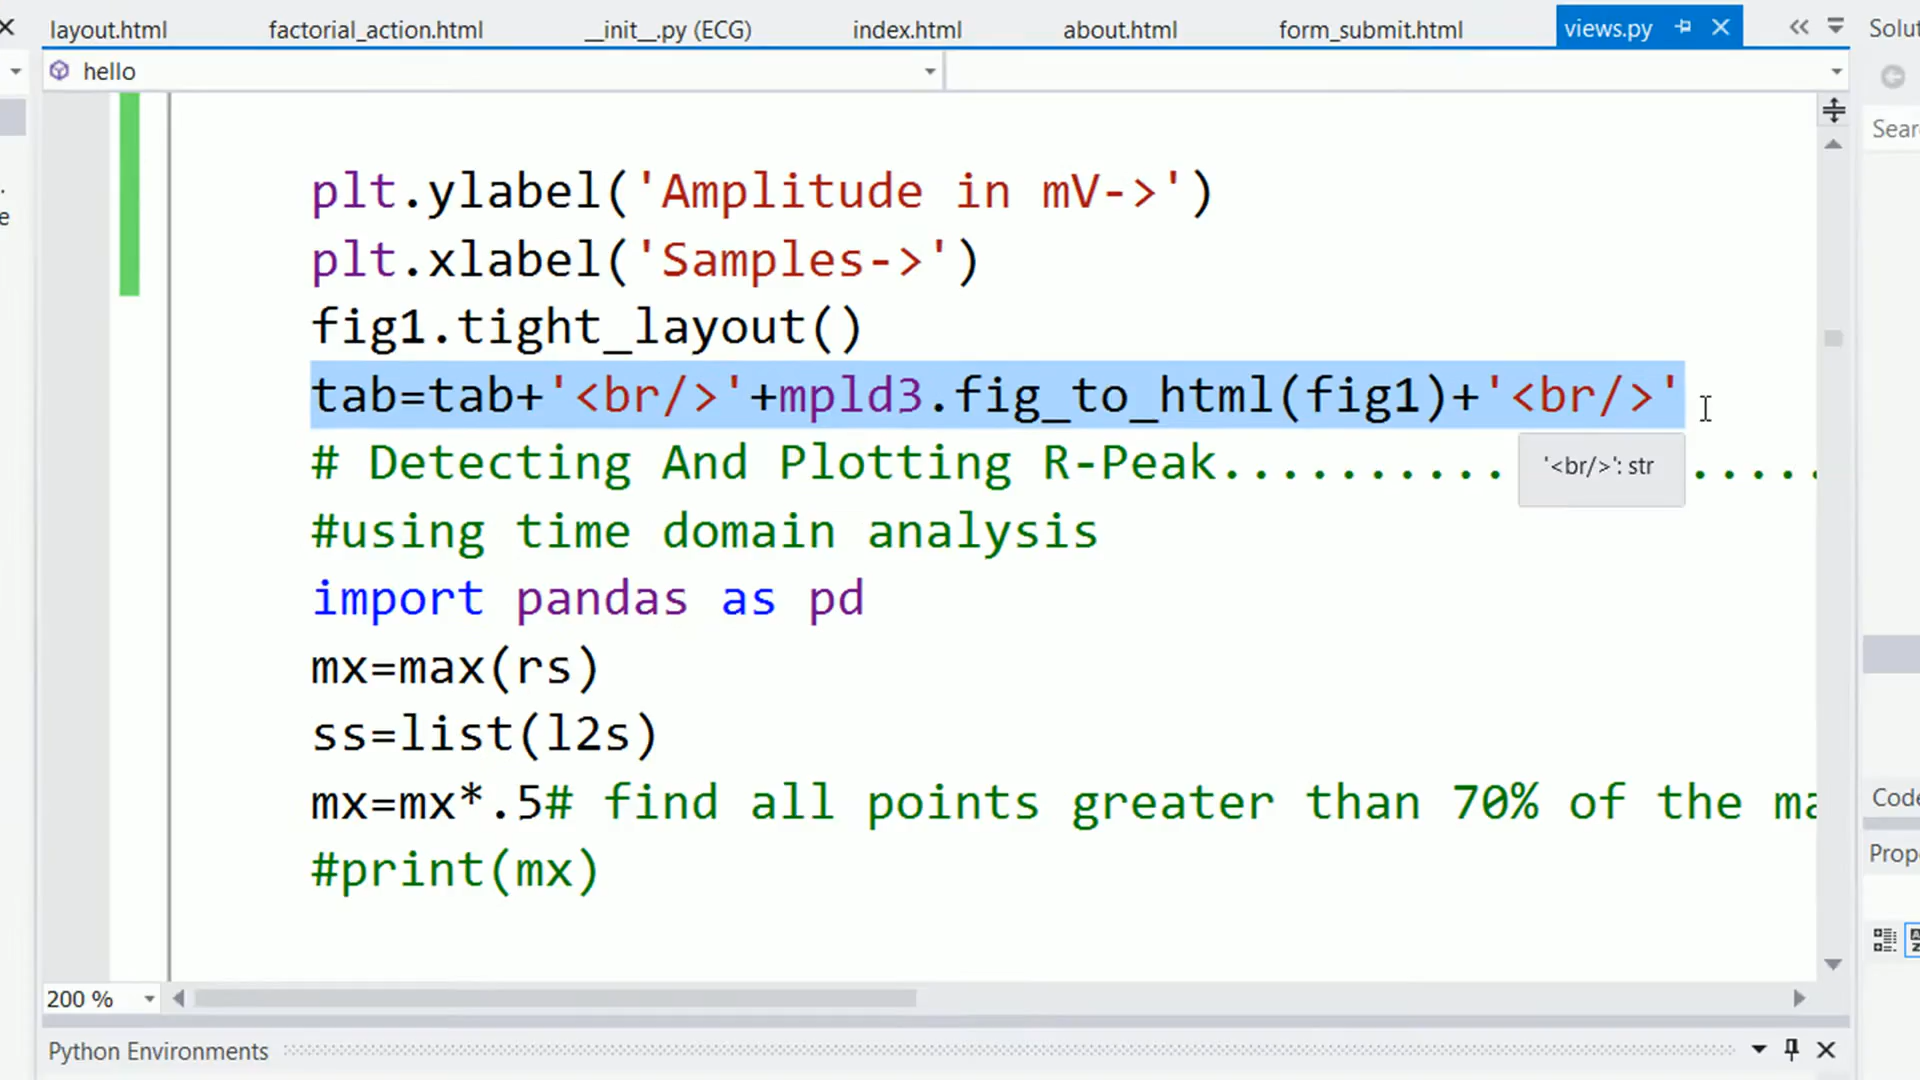 layout.html factorial_action.html __init__.py (ECG) index.html about.html form_submit.html views.py Solut
hello
Sear
e
plt.ylabel('Amplitude in mV->')
plt.xlabel('Samples->')
fig1.tight_layout()
tab=tab+'<br/>'+mpld3.fig_to_html(fig1)+'<br/>'
# Detecting And Plotting R-Peak.......... '<br/>': str .....
#using time domain analysis
import pandas as pd
mx=max(rs)
ss=list(l2s)
mx=mx*.5# find all points greater than 70% of the ma
Code
#print(mx)
Prope
200 %
Python Environments